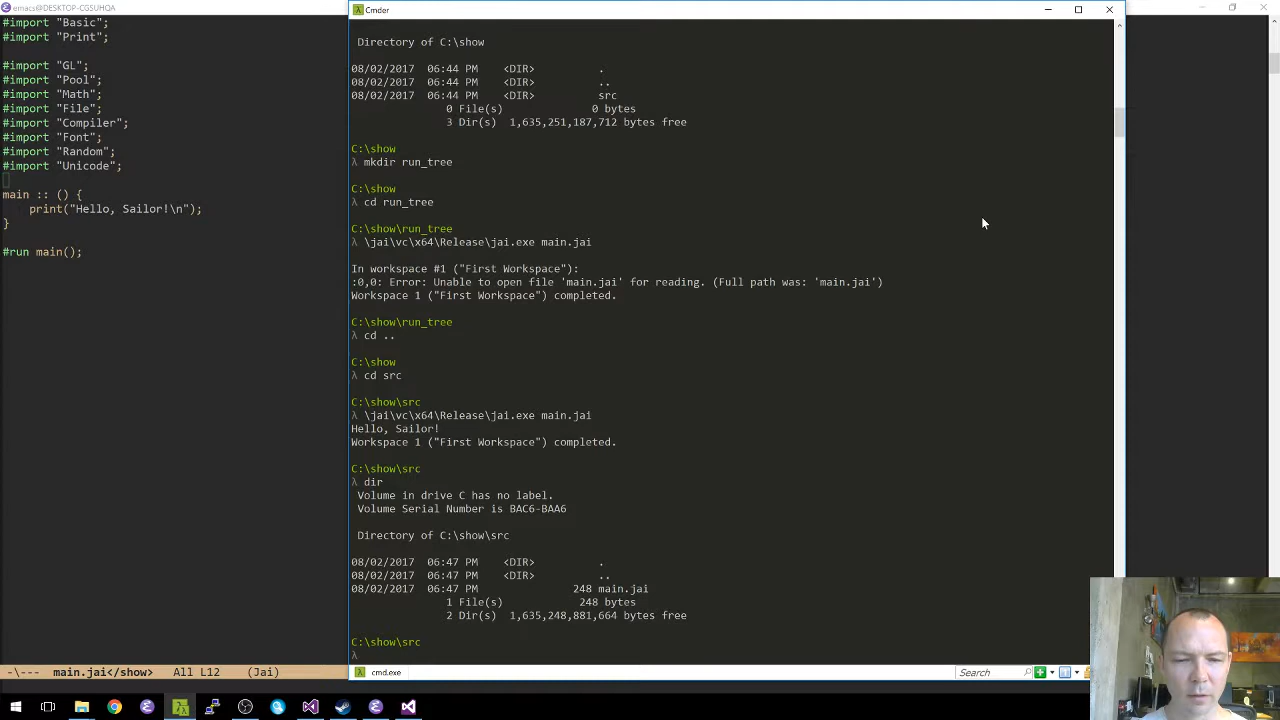 emacs@DESKTOP-CGSUHQA
#import "Basic";
#import "Print";
#import "GL";
#import "Pool";
#import "Math";
#import "File";
#import "Compiler";
#import "Font";
#import "Random";
#import "Unicode";
main :: () {
print("Hello, Sailor!\n");
}
#run main();
-\--- main.jai</show> All L12 (Jai)
Cmder
Directory of C:\show
08/02/2017 06:44 PM <DIR> .
08/02/2017 06:44 PM <DIR> ..
08/02/2017 06:44 PM <DIR> src
0 File(s) 0 bytes
3 Dir(s) 1,635,251,187,712 bytes free
C:\show
λ mkdir run_tree
C:\show
λ cd run_tree
C:\show\run_tree
λ \jai\vc\x64\Release\jai.exe main.jai
In workspace #1 ("First Workspace"):
:0,0: Error: Unable to open file 'main.jai' for reading. (Full path was: 'main.jai')
Workspace 1 ("First Workspace") completed.
C:\show\run_tree
λ cd ..
C:\show
λ cd src
C:\show\src
λ \jai\vc\x64\Release\jai.exe main.jai
Hello, Sailor!
Workspace 1 ("First Workspace") completed.
C:\show\src
λ dir
Volume in drive C has no label.
Volume Serial Number is BAC6-BAA6
Directory of C:\show\src
08/02/2017 06:47 PM <DIR> .
08/02/2017 06:47 PM <DIR> ..
08/02/2017 06:47 PM 248 main.jai
1 File(s) 248 bytes
2 Dir(s) 1,635,248,881,664 bytes free
C:\show\src
λ
cmd.exe
Search